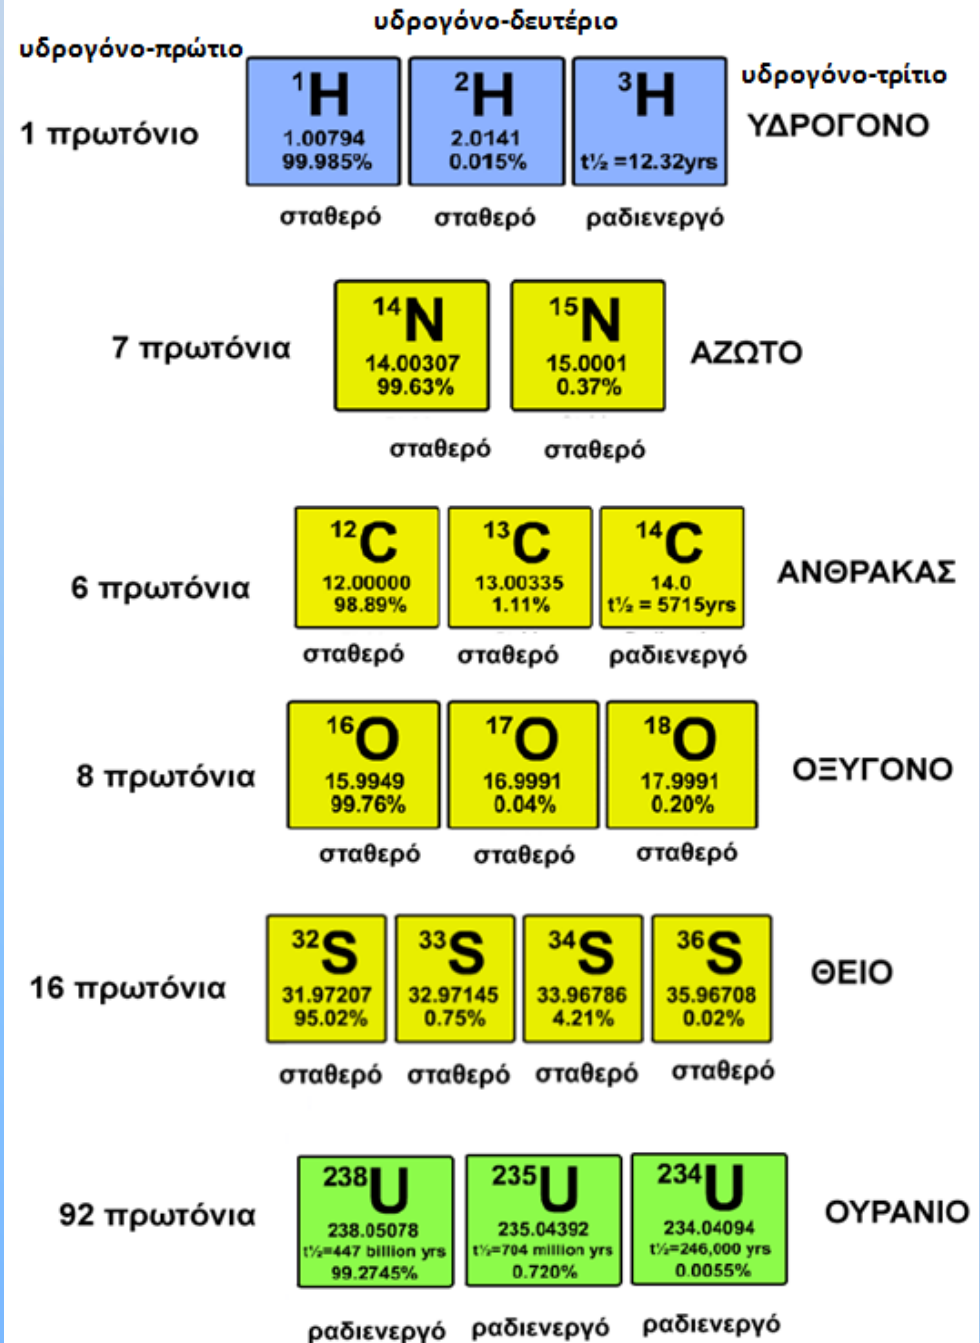 υδρογόνο-δευτέριο
υδρογόνο-πρώτιο
υδρογόνο-τρίτιο
1 πρωτόνιο
¹H
1.00794
99.985%
²H
2.0141
0.015%
³H
t½ =12.32yrs
ΥΔΡΟΓΟΝΟ
σταθερό σταθερό ραδιενεργό
7 πρωτόνια
¹⁴N
14.00307
99.63%
¹⁵N
15.0001
0.37%
ΑΖΩΤΟ
σταθερό σταθερό
6 πρωτόνια
¹²C
12.00000
98.89%
¹³C
13.00335
1.11%
¹⁴C
14.0
t½ = 5715yrs
ΑΝΘΡΑΚΑΣ
σταθερό σταθερό ραδιενεργό
8 πρωτόνια
¹⁶O
15.9949
99.76%
¹⁷O
16.9991
0.04%
¹⁸O
17.9991
0.20%
ΟΞΥΓΟΝΟ
σταθερό σταθερό σταθερό
16 πρωτόνια
³²S
31.97207
95.02%
³³S
32.97145
0.75%
³⁴S
33.96786
4.21%
³⁶S
35.96708
0.02%
ΘΕΙΟ
σταθερό σταθερό σταθερό σταθερό
92 πρωτόνια
²³⁸U
238.05078
t½=447 billion yrs
99.2745%
²³⁵U
235.04392
t½=704 million yrs
0.720%
²³⁴U
234.04094
t½=246,000 yrs
0.0055%
ΟΥΡΑΝΙΟ
ραδιενεργό ραδιενεργό ραδιενεργό